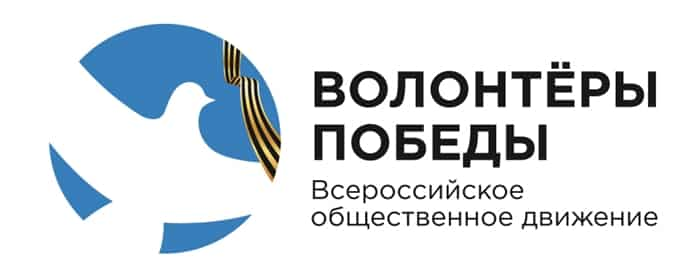 ВОЛОНТЁРЫ
ПОБЕДЫ
Всероссийское
общественное движение